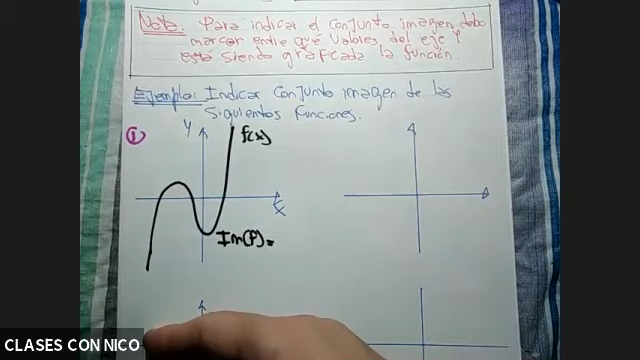 Nota: Para indicar el conjunto imagen debo
marcar entre qué valores del eje Y
está siendo graficada la función.
Ejemplo: Indicar conjunto imagen de las
siguientes funciones.
①
Y
f(x)
X
Im(f)=
CLASES CON NICO